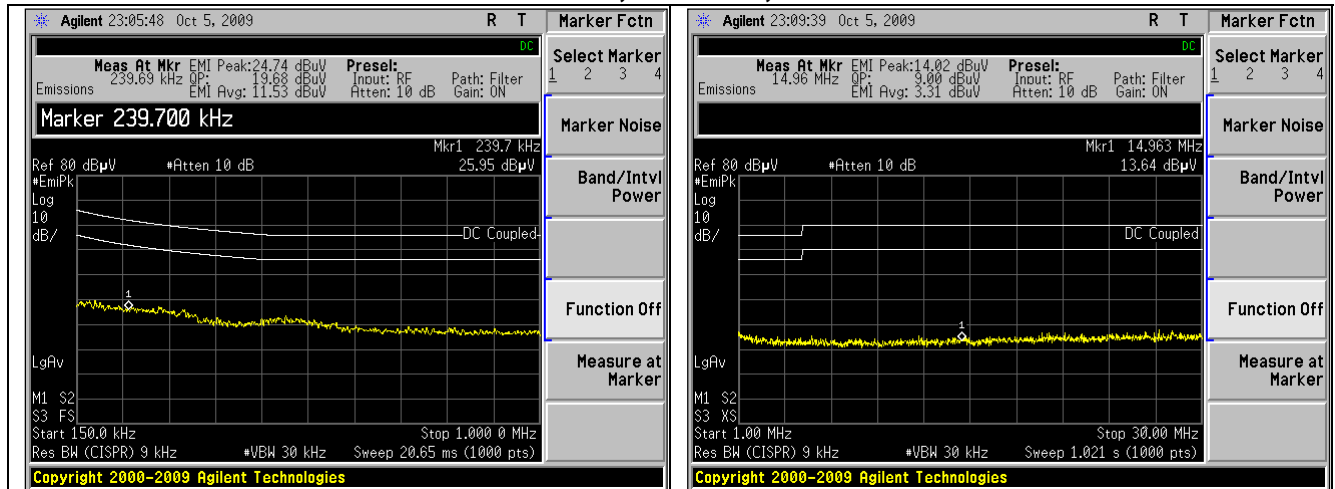 Agilent 23:05:48 Oct 5, 2009 R T
Marker Fctn
DC
Meas At Mkr EMI Peak:24.74 dBuV Presel:
239.69 kHz QP: 19.68 dBuV Input: RF Path: Filter
Emissions EMI Avg: 11.53 dBuV Atten: 10 dB Gain: ON
Marker 239.700 kHz
Mkr1 239.7 kHz
Ref 80 dBµV #Atten 10 dB 25.95 dBµV
#EmiPk
Log
10
dB/
DC Coupled
1
LgAv
M1 S2
S3 FS
Start 150.0 kHz Stop 1.000 0 MHz
Res BW (CISPR) 9 kHz #VBW 30 kHz Sweep 20.65 ms (1000 pts)
Copyright 2000-2009 Agilent Technologies
Select Marker
1 2 3 4
Marker Noise
Band/Intvl
Power
Function Off
Measure at
Marker
Agilent 23:09:39 Oct 5, 2009 R T
Marker Fctn
DC
Meas At Mkr EMI Peak:14.02 dBuV Presel:
14.96 MHz QP: 9.00 dBuV Input: RF Path: Filter
Emissions EMI Avg: 3.31 dBuV Atten: 10 dB Gain: ON
Mkr1 14.963 MHz
Ref 80 dBµV #Atten 10 dB 13.64 dBµV
#EmiPk
Log
10
dB/
DC Coupled
1
LgAv
M1 S2
S3 XS
Start 1.00 MHz Stop 30.00 MHz
Res BW (CISPR) 9 kHz #VBW 30 kHz Sweep 1.021 s (1000 pts)
Copyright 2000-2009 Agilent Technologies
Select Marker
1 2 3 4
Marker Noise
Band/Intvl
Power
Function Off
Measure at
Marker